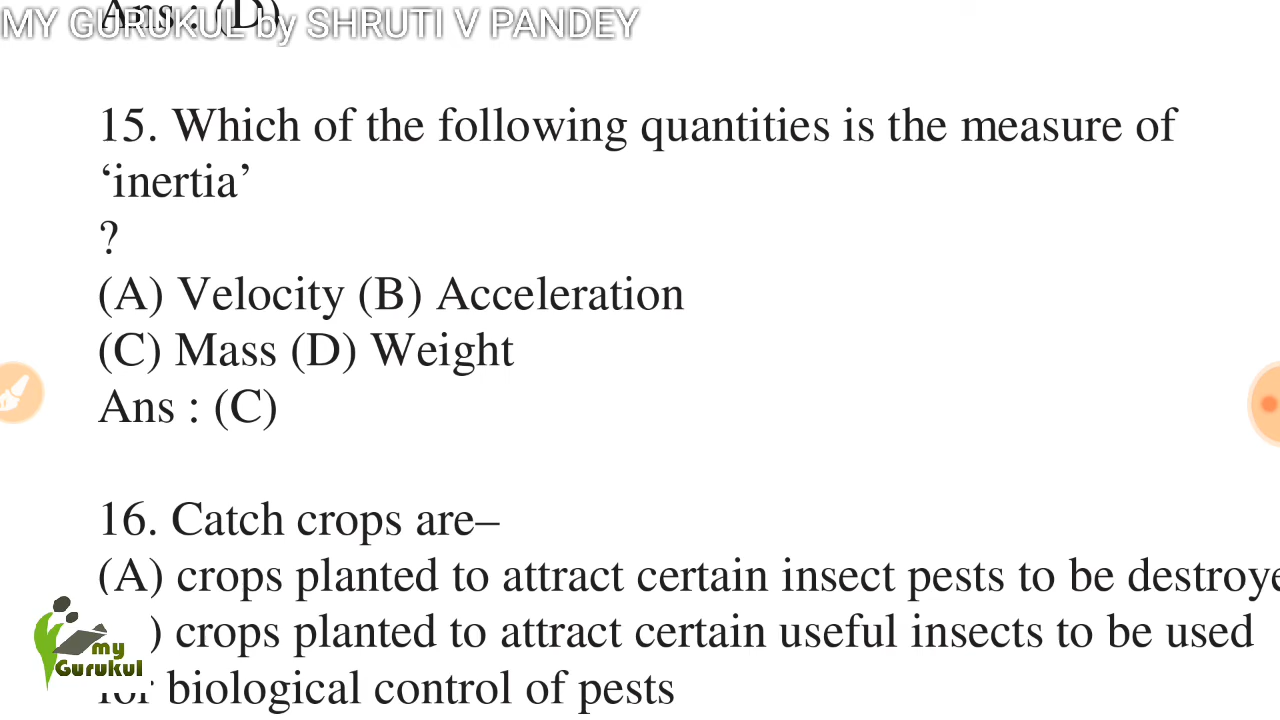 Ans : (D)
MY GURUKUL by SHRUTI V PANDEY
15. Which of the following quantities is the measure of
‘inertia’
?
(A) Velocity (B) Acceleration
(C) Mass (D) Weight
Ans : (C)
16. Catch crops are–
(A) crops planted to attract certain insect pests to be
) crops planted to attract certain useful insects to be used
for biological control of pests
my
Gurukul